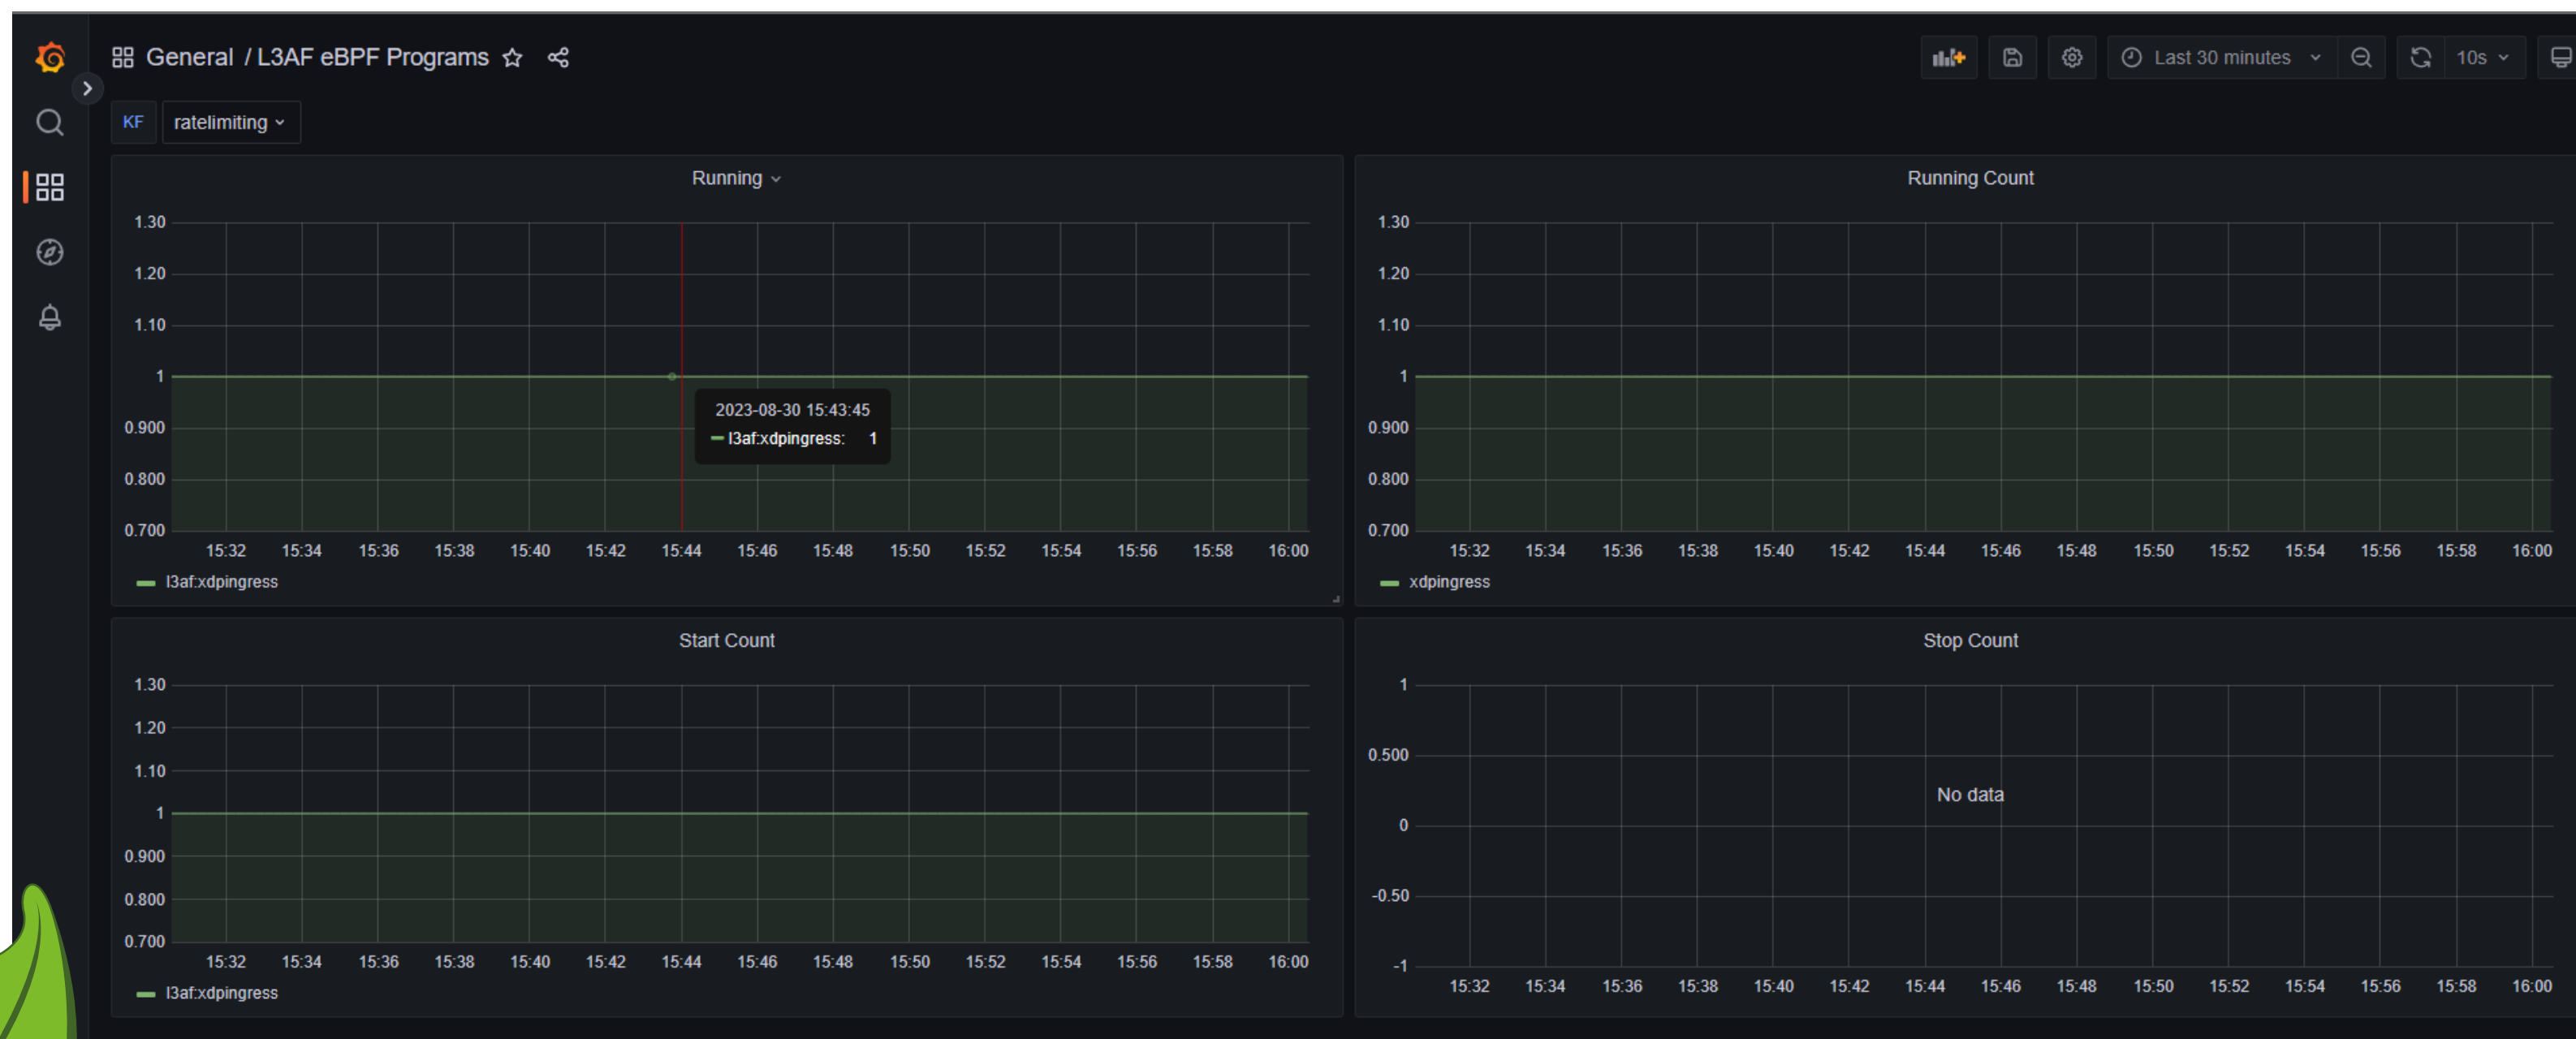 General / L3AF eBPF Programs
Last 30 minutes
10s
KF
ratelimiting
Running
1.30
1.20
1.10
1
0.900
0.800
0.700
15:32 15:34 15:36 15:38 15:40 15:42 15:44 15:46 15:48 15:50 15:52 15:54 15:56 15:58 16:00
2023-08-30 15:43:45
l3af:xdpingress: 1
l3af:xdpingress
Running Count
1.30
1.20
1.10
1
0.900
0.800
0.700
15:32 15:34 15:36 15:38 15:40 15:42 15:44 15:46 15:48 15:50 15:52 15:54 15:56 15:58 16:00
xdpingress
Start Count
1.30
1.20
1.10
1
0.900
0.800
0.700
15:32 15:34 15:36 15:38 15:40 15:42 15:44 15:46 15:48 15:50 15:52 15:54 15:56 15:58 16:00
l3af:xdpingress
Stop Count
1
0.500
No data
0
-0.50
-1
15:32 15:34 15:36 15:38 15:40 15:42 15:44 15:46 15:48 15:50 15:52 15:54 15:56 15:58 16:00